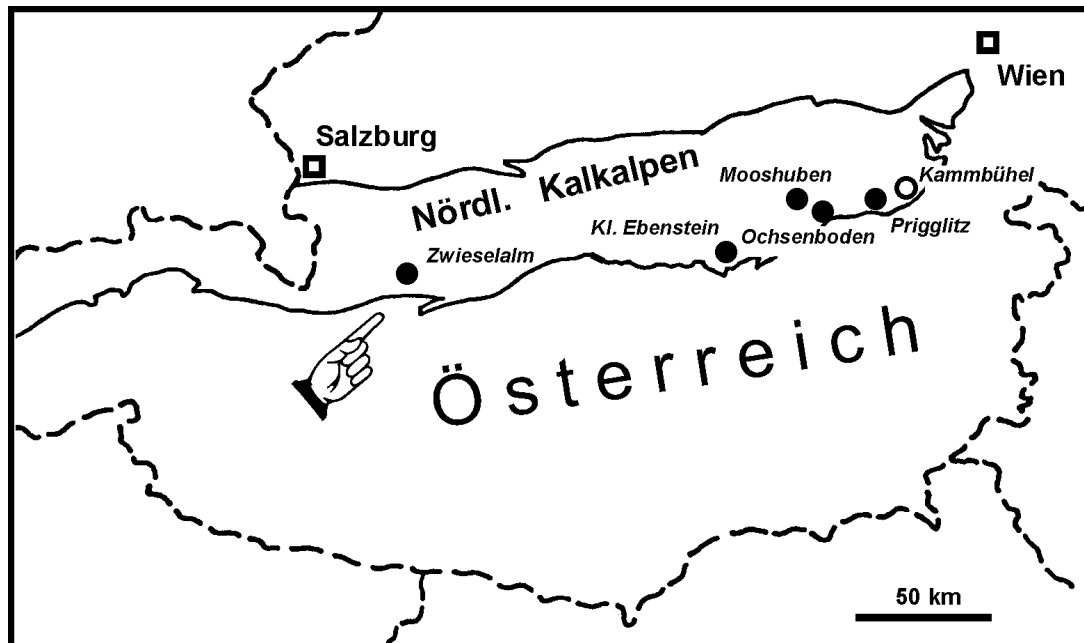 Wien
Salzburg
Nördl. Kalkalpen
Mooshuben
Kammbühel
Kl. Ebenstein
Ochsenboden
Prigglitz
Zwieselalm
Österreich
50 km